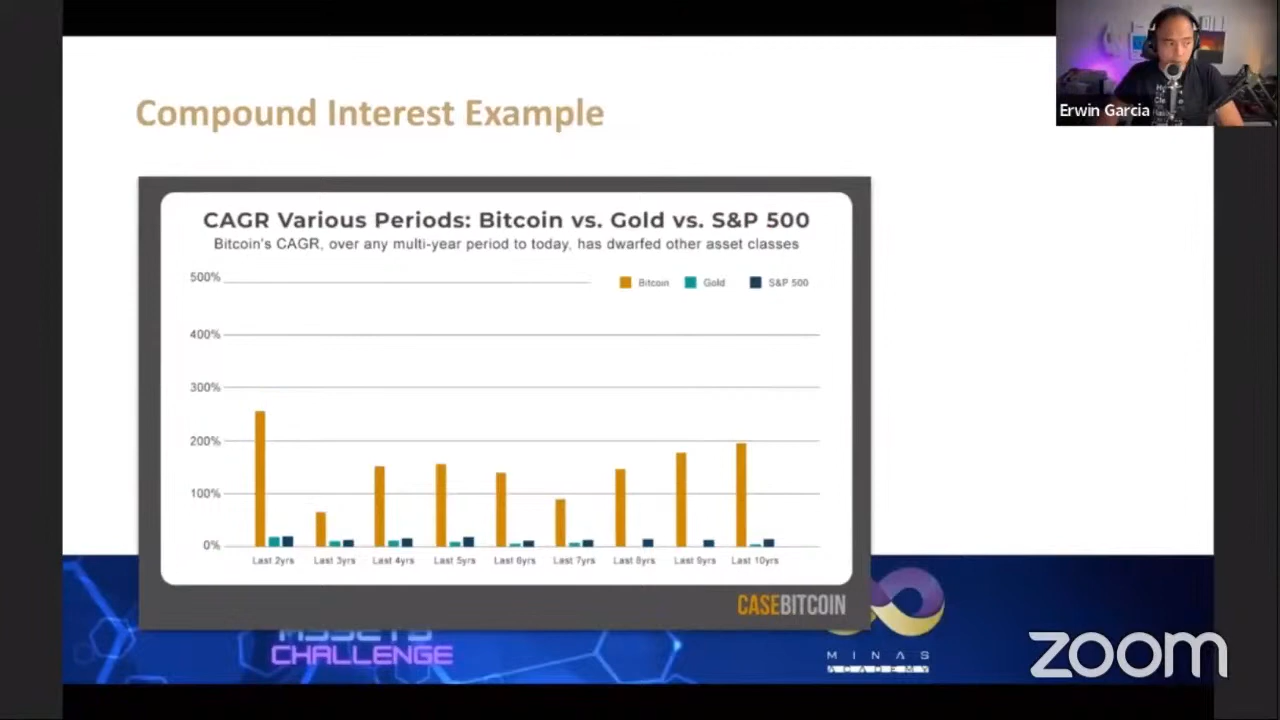 Erwin Garcia
Compound Interest Example
CAGR Various Periods: Bitcoin vs. Gold vs. S&P 500
Bitcoin's CAGR, over any multi-year period to today, has dwarfed other asset classes
500%
Bitcoin Gold S&P 500
400%
300%
200%
100%
0%
Last 2yrs Last 3yrs Last 4yrs Last 5yrs Last 6yrs Last 7yrs Last 8yrs Last 9yrs Last 10yrs
CASEBITCOIN
ASSETS
CHALLENGE
MINAS
ACADEMY
zoom